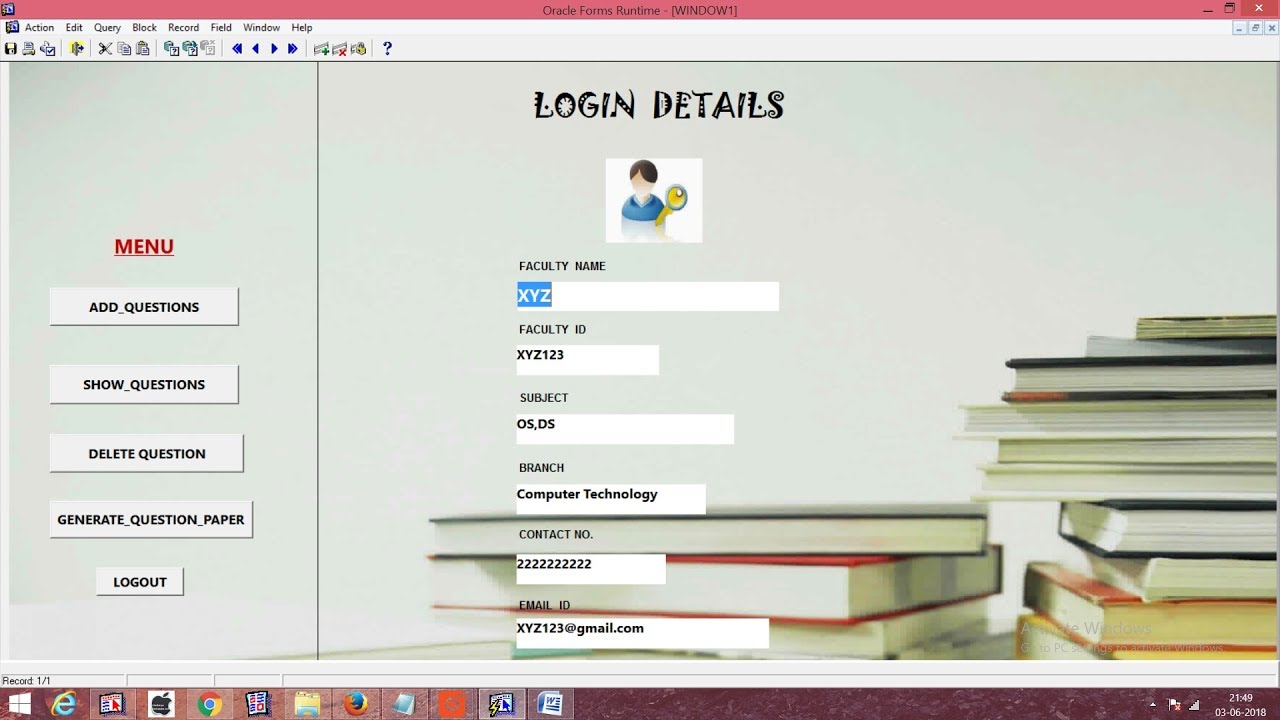 Oracle Forms Runtime - [WINDOW1]
Action Edit Query Block Record Field Window Help
LOGIN DETAILS
MENU
ADD_QUESTIONS
SHOW_QUESTIONS
DELETE QUESTION
GENERATE_QUESTION_PAPER
LOGOUT
FACULTY NAME
XYZ
FACULTY ID
XYZ123
SUBJECT
OS,DS
BRANCH
Computer Technology
CONTACT NO.
2222222222
EMAIL ID
XYZ123@gmail.com
Activate Windows
Go to PC settings to activate Windows.
Record: 1/1
21:49
03-06-2018